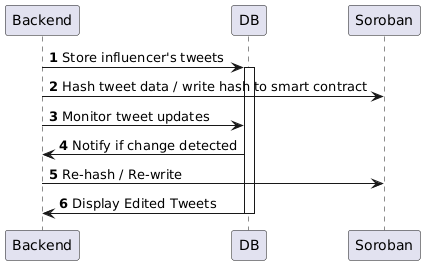 Backend DB Soroban
1 Store influencer's tweets
2 Hash tweet data / write hash to smart contract
3 Monitor tweet updates
4 Notify if change detected
5 Re-hash / Re-write
6 Display Edited Tweets
Backend DB Soroban